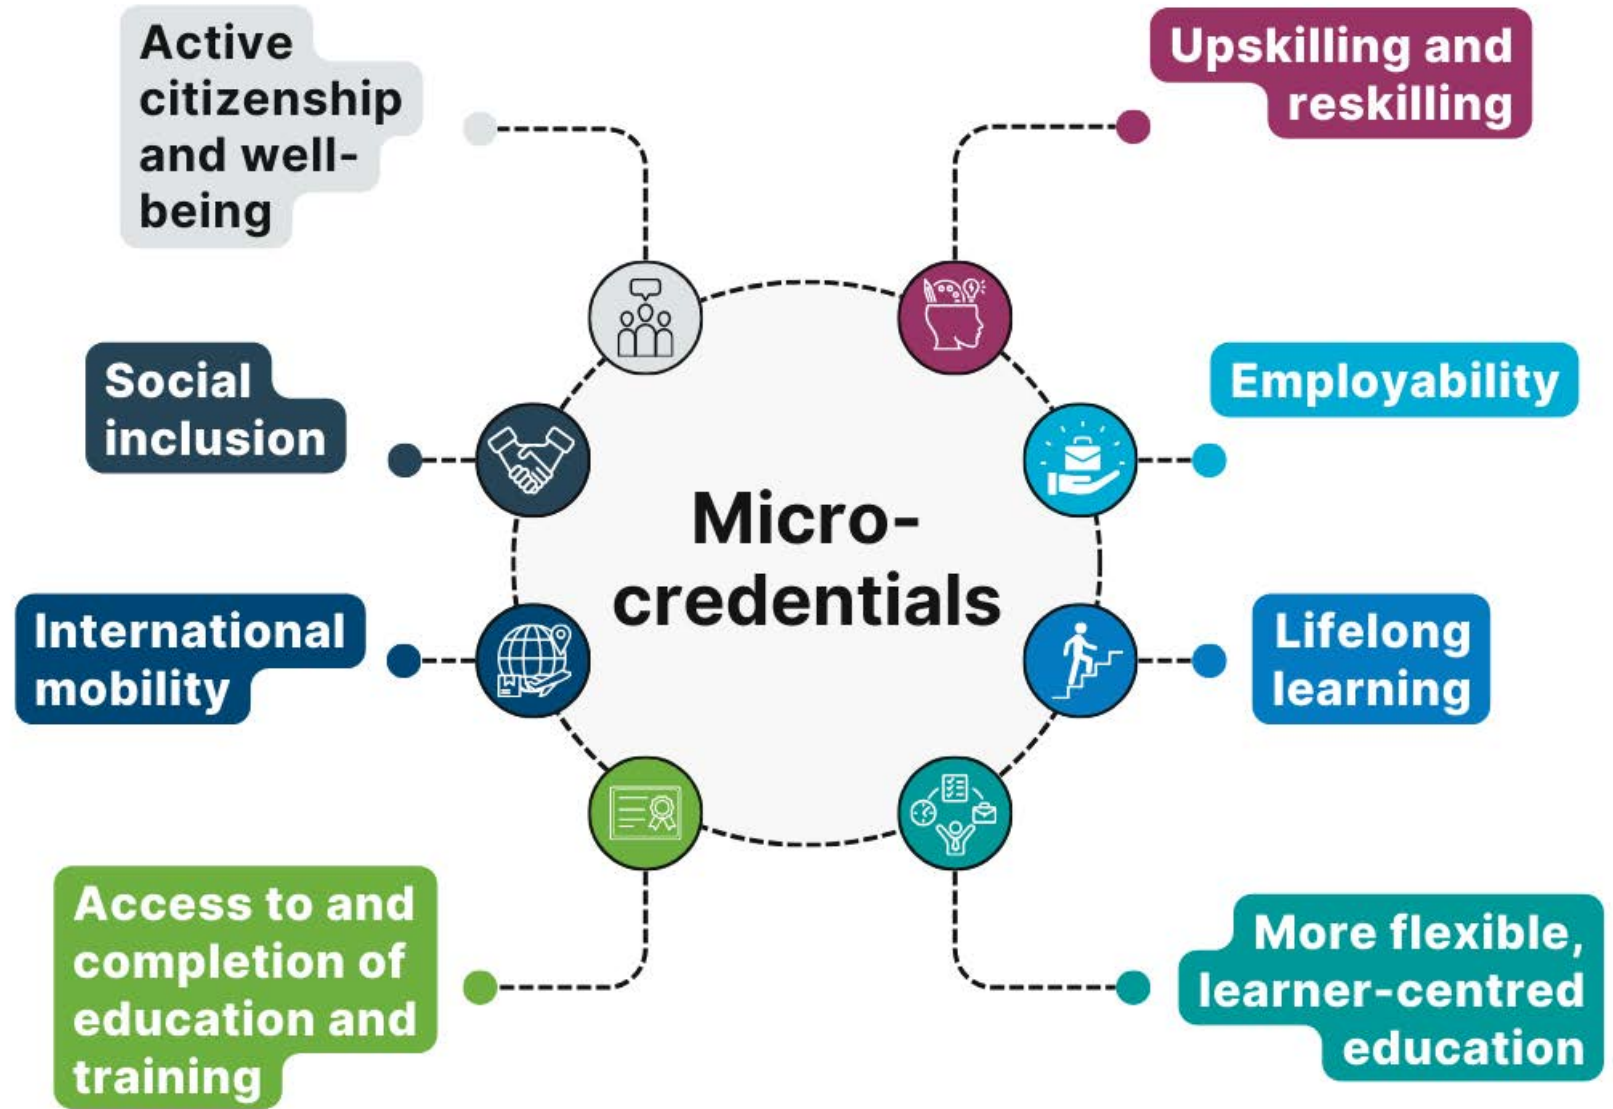 Active
citizenship
and well-
being
Upskilling and
reskilling
Social
inclusion
Employability
Micro-
credentials
International
mobility
Lifelong
learning
Access to and
completion of
education and
training
More flexible,
learner-centred
education